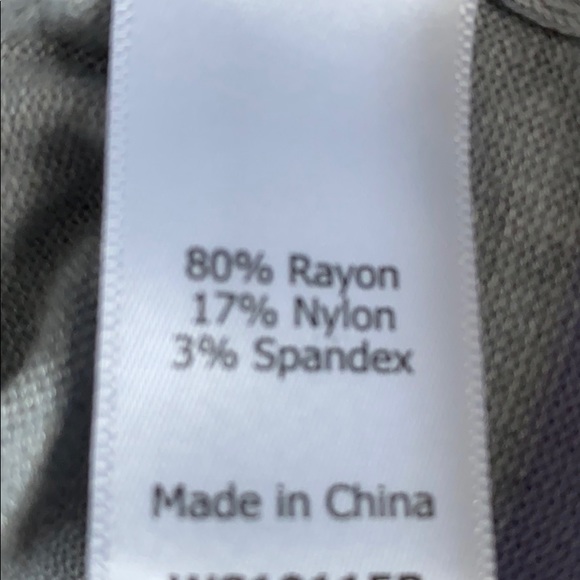 80% Rayon
17% Nylon
3% Spandex
Made in China